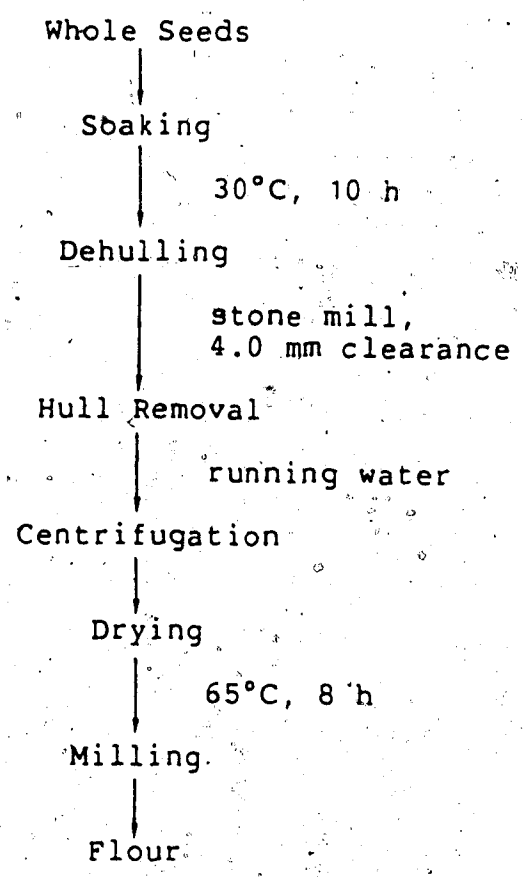 Whole Seeds
Soaking
30°C, 10 h
Dehulling
stone mill,
4.0 mm clearance
Hull Removal
running water
Centrifugation
Drying
65°C, 8 h
Milling
Flour